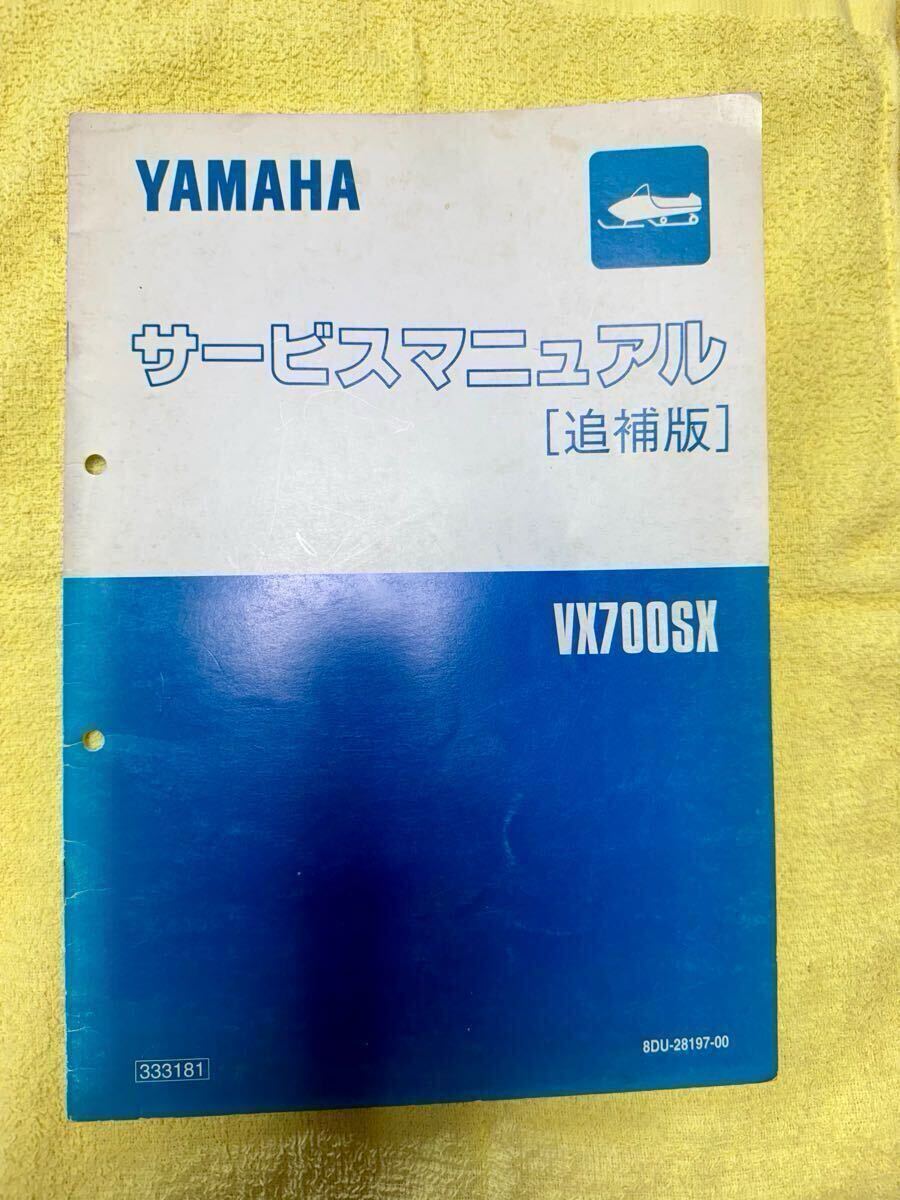 YAMAHA
サービスマニュアル
[追補版]
VX700SX
8DU-28197-00
333181